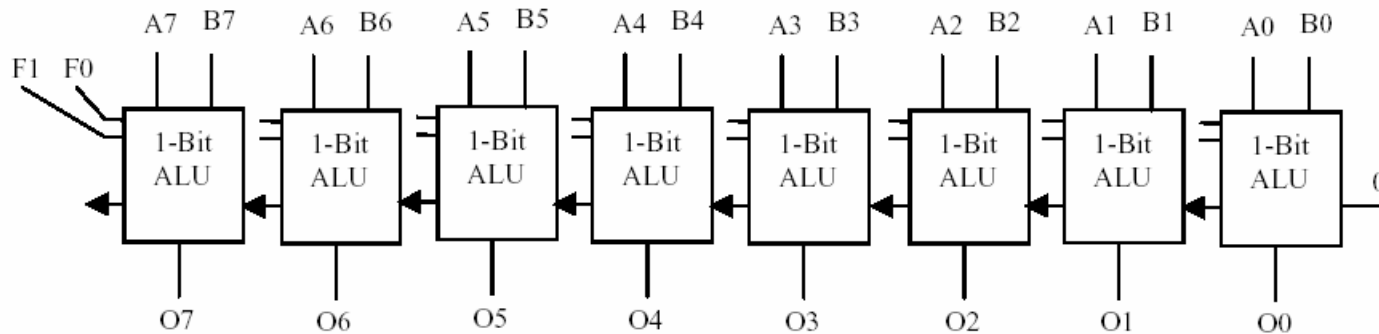 A7 B7 A6 B6 A5 B5 A4 B4 A3 B3 A2 B2 A1 B1 A0 B0
F1 F0
1-Bit 1-Bit 1-Bit 1-Bit 1-Bit 1-Bit 1-Bit 1-Bit
ALU ALU ALU ALU ALU ALU ALU ALU
O7 O6 O5 O4 O3 O2 O1 O0